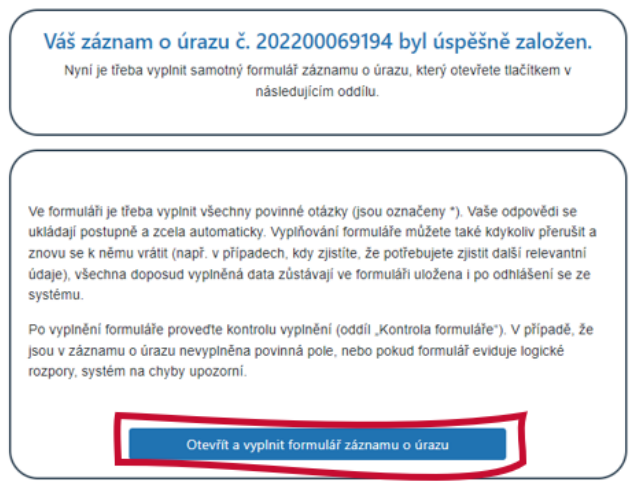 Váš záznam o úrazu č. 202200069194 byl úspěšně založen.
Nyní je třeba vyplnit samotný formulář záznamu o úrazu, který otevřete tlačítkem v
následujícím oddílu.
Ve formuláři je třeba vyplnit všechny povinné otázky (jsou označeny *). Vaše odpovědi se
ukládají postupně a zcela automaticky. Vyplňování formuláře můžete také kdykoliv přerušit a
znovu se k němu vrátit (např. v případech, kdy zjistíte, že potřebujete zjistit další relevantní
údaje), všechna doposud vyplněná data zůstávají ve formuláři uložena i po odhlášení se ze
systému.
Po vyplnění formuláře proveďte kontrolu vyplnění (oddíl „Kontrola formuláře“). V případě, že
jsou v záznamu o úrazu nevyplněna povinná pole, nebo pokud formulář eviduje logické
rozpory, systém na chyby upozorní.
Otevřít a vyplnit formulář záznamu o úrazu